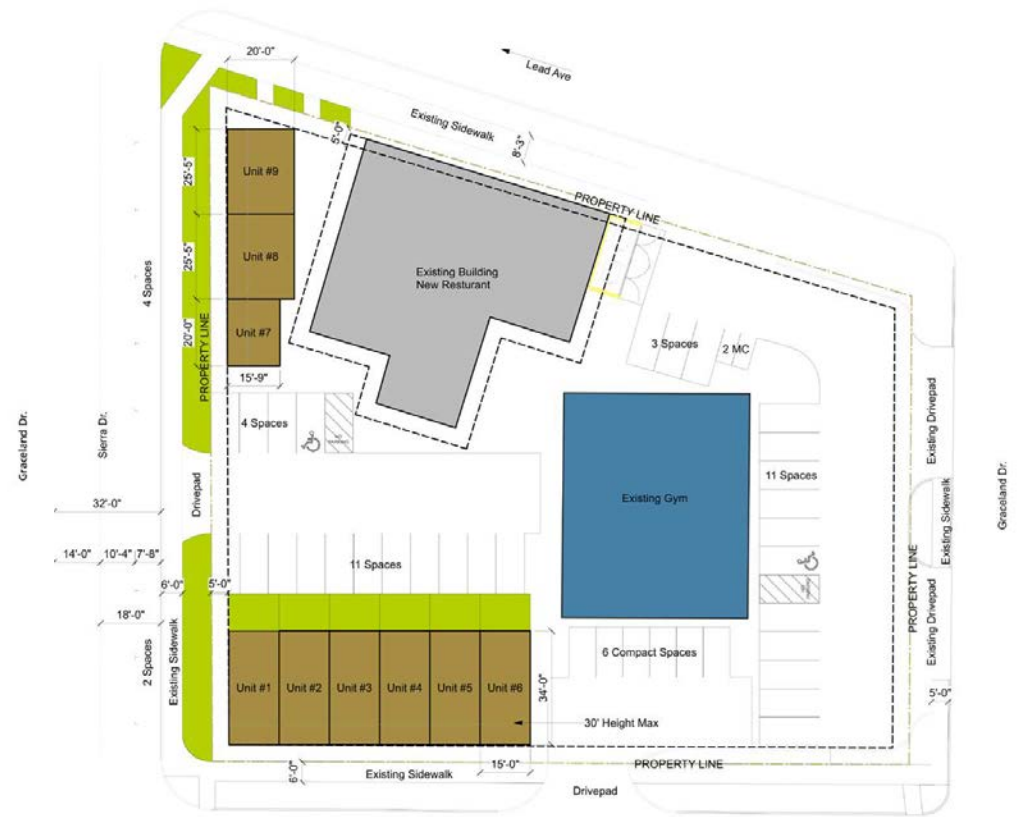 20'-0"
Lead Ave
Existing Sidewalk
5'-0"
8'-3"
PROPERTY LINE
Unit #9
25'-5"
Unit #8
25'-5"
4 Spaces
Existing Building
New Resturant
Unit #7
20'-0"
PROPERTY LINE
15'-9"
3 Spaces
2 MC
4 Spaces
NO
PARKING
Graceland Dr.
Sierra Dr.
Existing Drivepad
11 Spaces
Existing Gym
Existing Sidewalk
Graceland Dr.
32'-0"
Drivepad
14'-0"
10'-4"
7'-8"
11 Spaces
6'-0"
5'-0"
18'-0"
PROPERTY LINE
Existing Drivepad
2 Spaces
Existing Sidewalk
6 Compact Spaces
Unit #1
Unit #2
Unit #3
Unit #4
Unit #5
Unit #6
34'-0"
5'-0"
30' Height Max
6'-0"
Existing Sidewalk
15'-0"
PROPERTY LINE
Drivepad